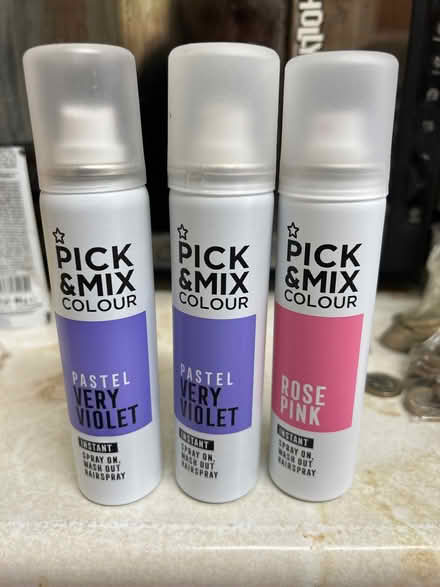 PICK
&MIX
COLOUR
PASTEL
VERY
VIOLET
INSTANT
SPRAY ON,
WASH OUT
HAIRSPRAY
PICK
&MIX
COLOUR
PASTEL
VERY
VIOLET
INSTANT
SPRAY ON,
WASH OUT
HAIRSPRAY
PICK
&MIX
COLOUR
ROSE
PINK
INSTANT
SPRAY ON,
WASH OUT
HAIRSPRAY